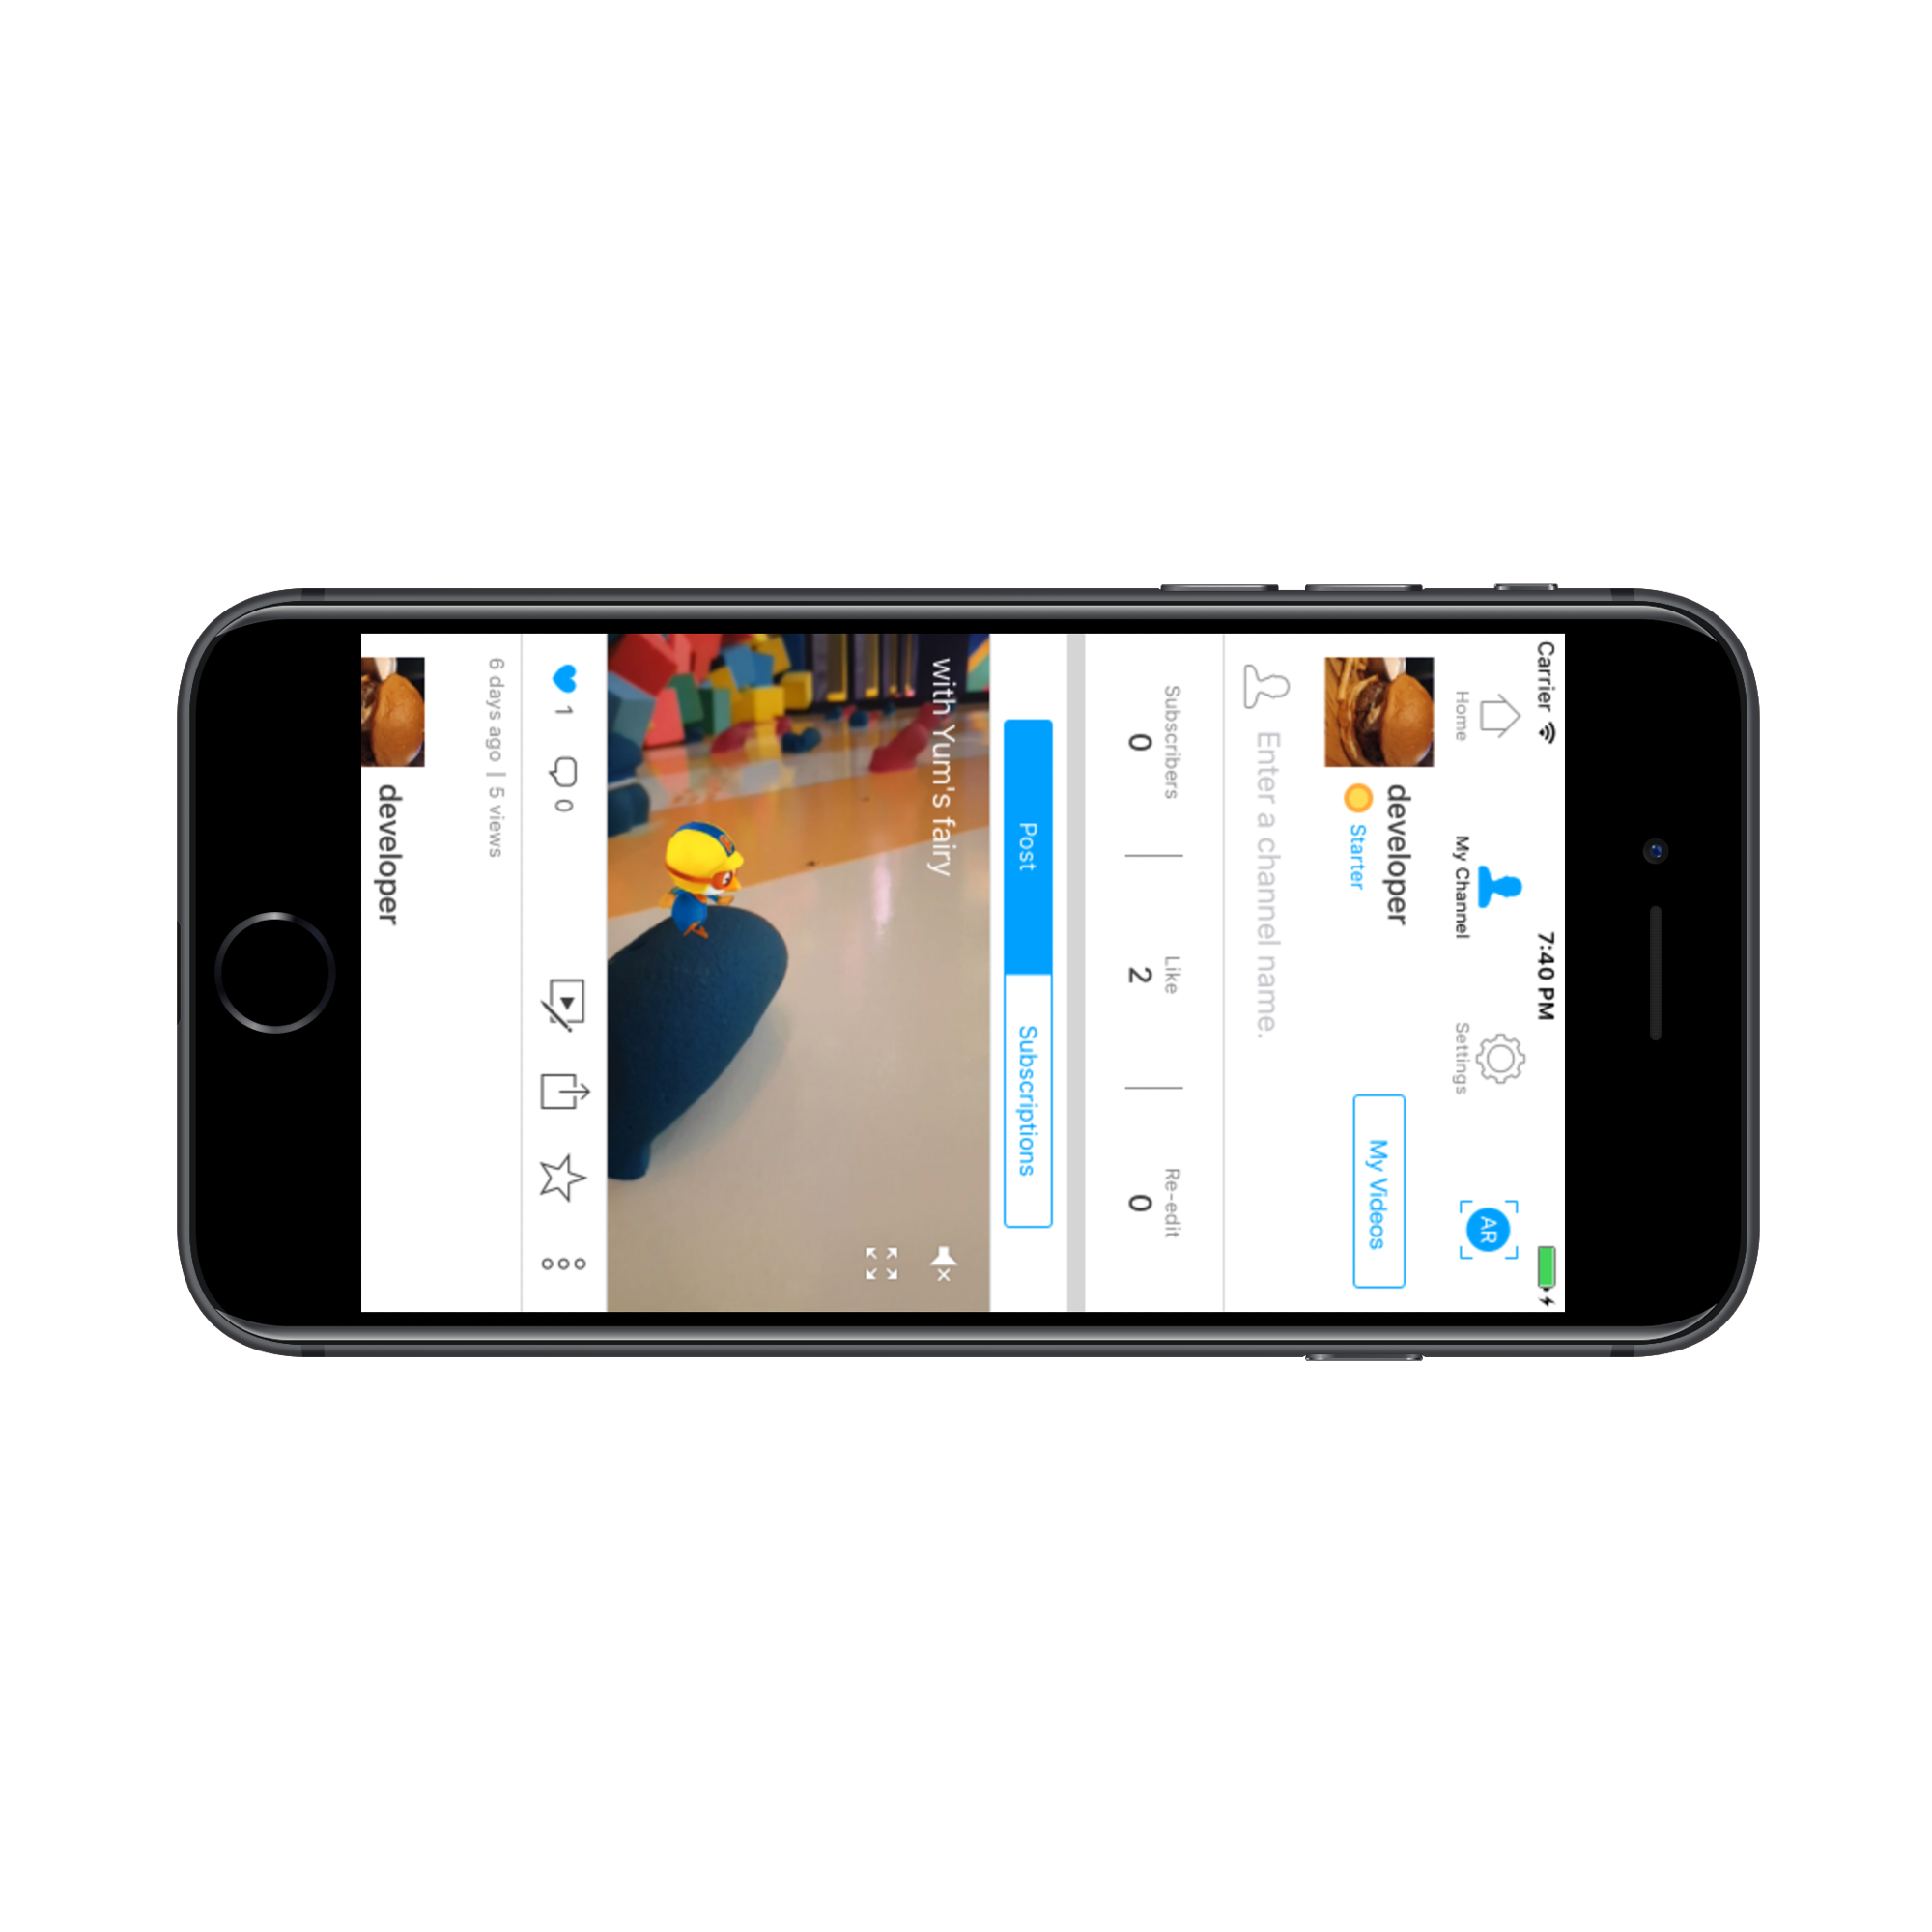 Carrier 7:40 PM
Home My Channel Settings AR
developer
Starter
My Videos
Enter a channel name.
Subscribers Like Re-edit
0 2 0
Post Subscriptions
with Yum's fairy
1 0
6 days ago | 5 views
developer